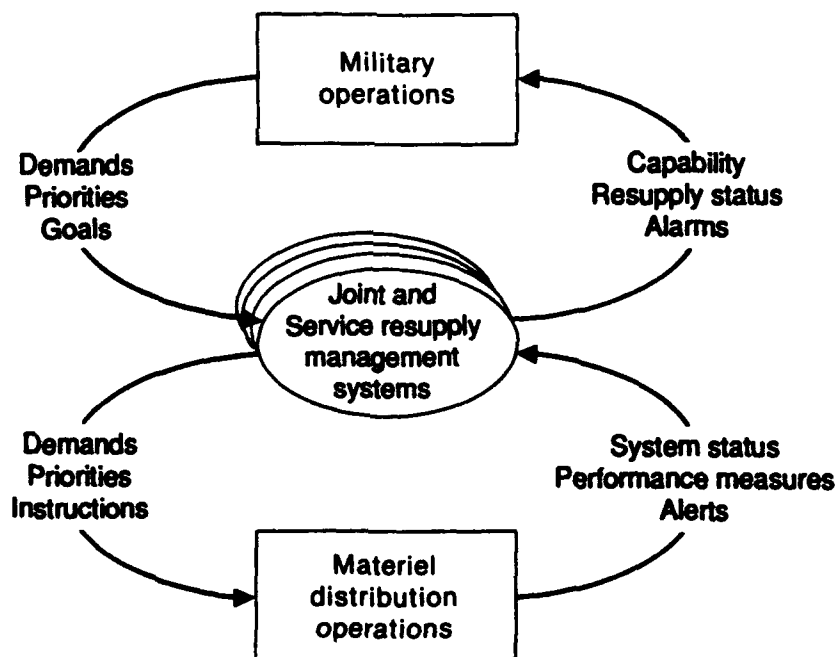 Military
operations
Demands
Priorities
Goals
Capability
Resupply status
Alarms
Joint and
Service resupply
management
systems
Demands
Priorities
Instructions
System status
Performance measures
Alerts
Materiel
distribution
operations